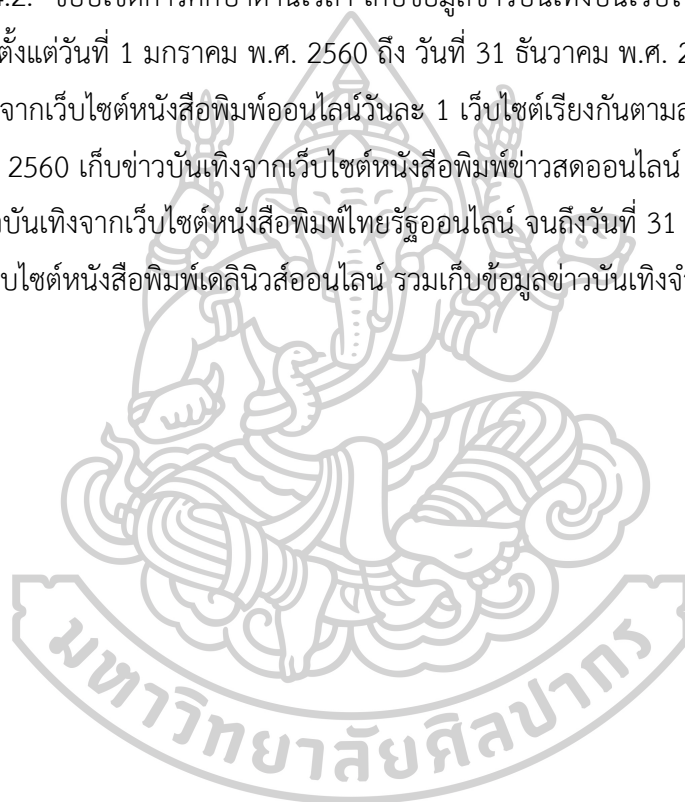 4.2. ขอบเขตการศึกษาด้านเวลา เก็บข้อมูลข่าวบันเทิงบนเว็บไซ
ตั้งแต่วันที่ 1 มกราคม พ.ศ. 2560 ถึง วันที่ 31 ธันวาคม พ.ศ. 2
จากเว็บไซต์หนังสือพิมพ์ออนไลน์วันละ 1 เว็บไซต์เรียงกันตามล
2560 เก็บข่าวบันเทิงจากเว็บไซต์หนังสือพิมพ์ข่าวสดออนไลน์
บันเทิงจากเว็บไซต์หนังสือพิมพ์ไทยรัฐออนไลน์ จนถึงวันที่ 31
บไซต์หนังสือพิมพ์เดลินิวส์ออนไลน์ รวมเก็บข้อมูลข่าวบันเทิงจำ
มหาวิทยาลัยศิลปากร